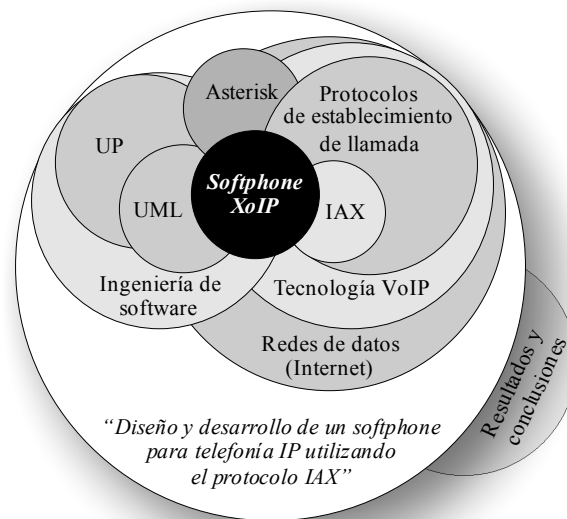 Asterisk
Protocolos
de establecimiento
de llamada
UP
Softphone
XoIP
UML
IAX
Ingeniería de
software
Tecnología VoIP
Redes de datos
(Internet)
Resultados y
conclusiones
“Diseño y desarrollo de un softphone
para telefonía IP utilizando
el protocolo IAX”